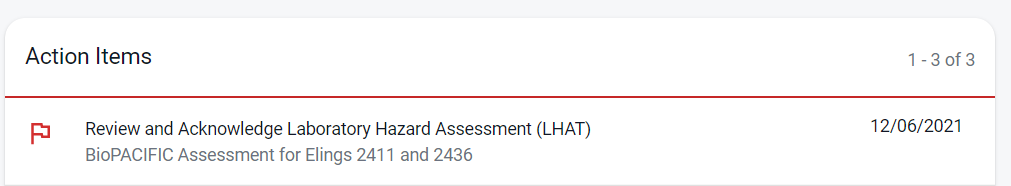 Action Items
1 - 3 of 3
Review and Acknowledge Laboratory Hazard Assessment (LHAT)
12/06/2021
BioPACIFIC Assessment for Elings 2411 and 2436